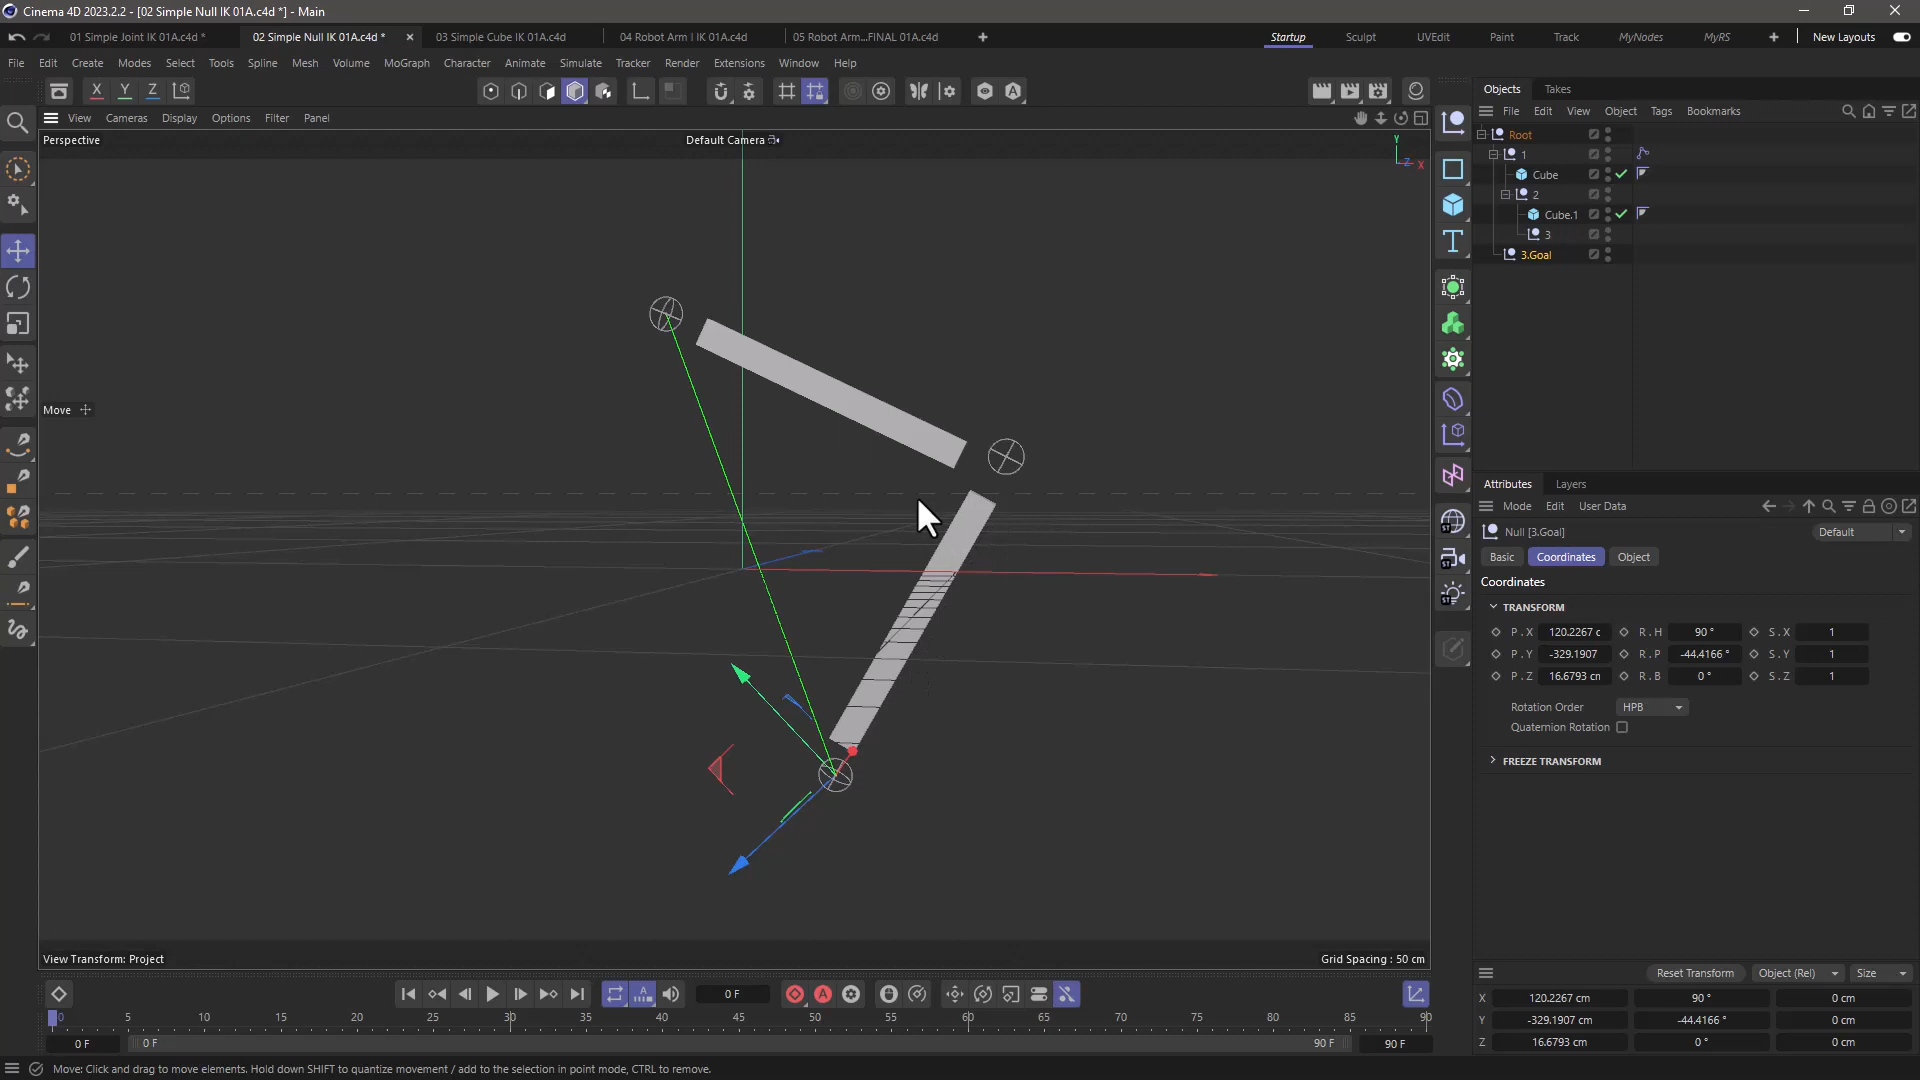 Cinema 4D 2023.2.2 - [02 Simple Null IK 01A.c4d *] - Main
01 Simple Joint IK 01A.c4d *
02 Simple Null IK 01A.c4d *
03 Simple Cube IK 01A.c4d
04 Robot Arm I IK 01A.c4d
05 Robot Arm...FINAL 01A.c4d
Startup
Sculpt
UVEdit
Paint
Track
MyNodes
MyRS
New Layouts
File Edit Create Modes Select Tools Spline Mesh Volume MoGraph Character Animate Simulate Tracker Render Extensions Window Help
X Y Z
View Cameras Display Options Filter Panel
Perspective
Default Camera
Y
Z
X
Move
View Transform: Project
Grid Spacing : 50 cm
Objects Takes
File Edit View Object Tags Bookmarks
Root
1
Cube
2
Cube.1
3
3.Goal
Attributes Layers
Mode Edit User Data
Null [3.Goal]
Default
Basic Coordinates Object
Coordinates
TRANSFORM
P . X 120.2267 c R . H 90 ° S . X 1
P . Y -329.1907 R . P -44.4166 ° S . Y 1
P . Z 16.6793 cn R . B 0 ° S . Z 1
Rotation Order HPB
Quaternion Rotation
FREEZE TRANSFORM
Reset Transform Object (Rel) Size
X 120.2267 cm 90 ° 0 cm
Y -329.1907 cm -44.4166 ° 0 cm
Z 16.6793 cm 0 ° 0 cm
0 F
0 5 10 15 20 25 30 35 40 45 50 55 60 65 70 75 80 85 90
0 F 0 F 90 F 90 F
Move: Click and drag to move elements. Hold down SHIFT to quantize movement / add to the selection in point mode, CTRL to remove.